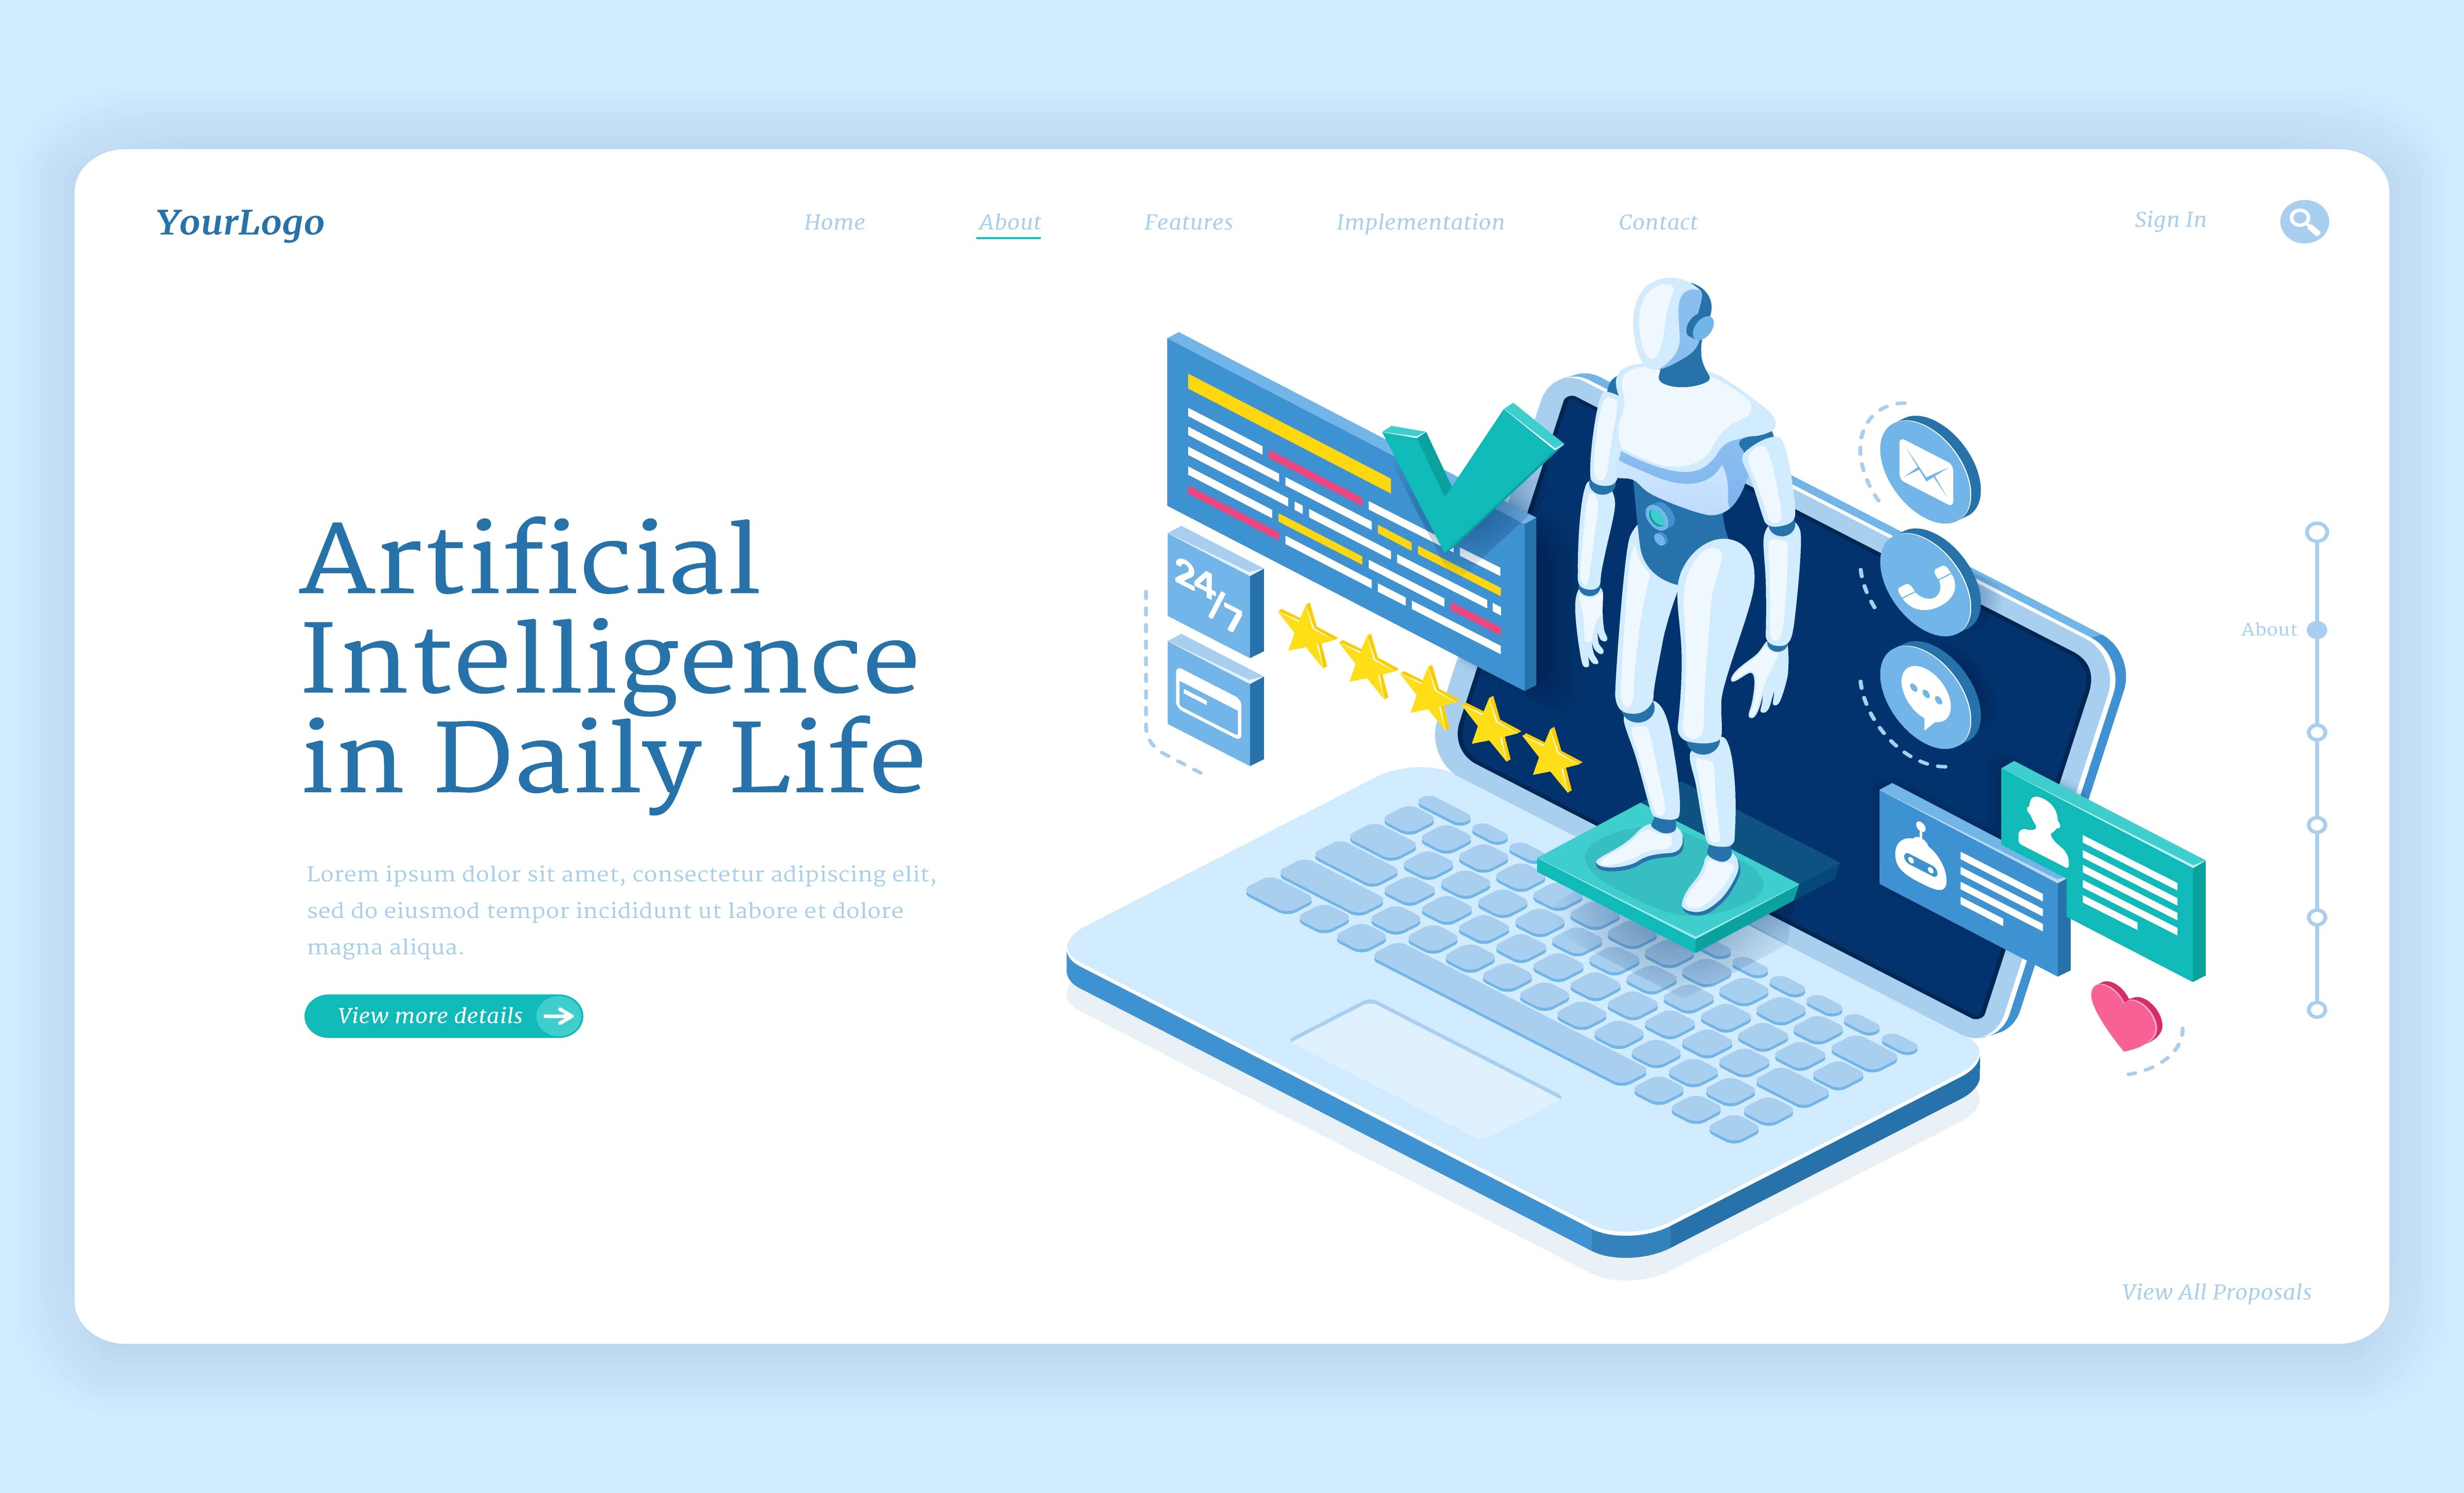 YourLogo
Home
About
Features
Implementation
Contact
Sign In
24/7
Artificial
Intelligence
in Daily Life
About
Lorem ipsum dolor sit amet, consectetur adipiscing elit,
sed do eiusmod tempor incididunt ut labore et dolore
magna aliqua.
View more details
View All Proposals